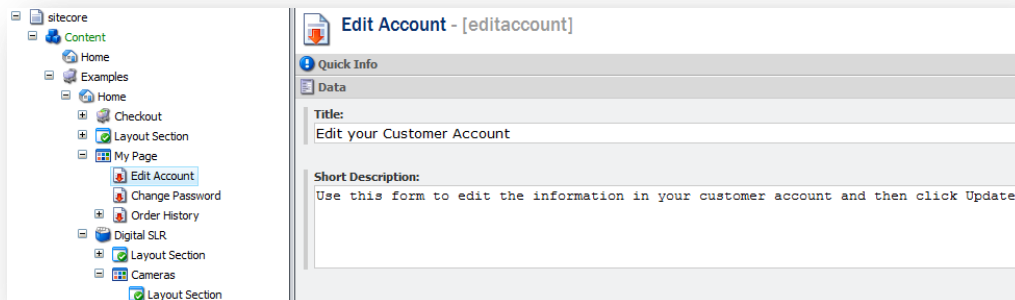 sitecore
Content
Home
Examples
Home
Checkout
Layout Section
My Page
Edit Account
Change Password
Order History
Digital SLR
Layout Section
Cameras
Layout Section
Edit Account - [editaccount]
Quick Info
Data
Title:
Edit your Customer Account
Short Description:
Use this form to edit the information in your customer account and then click Update